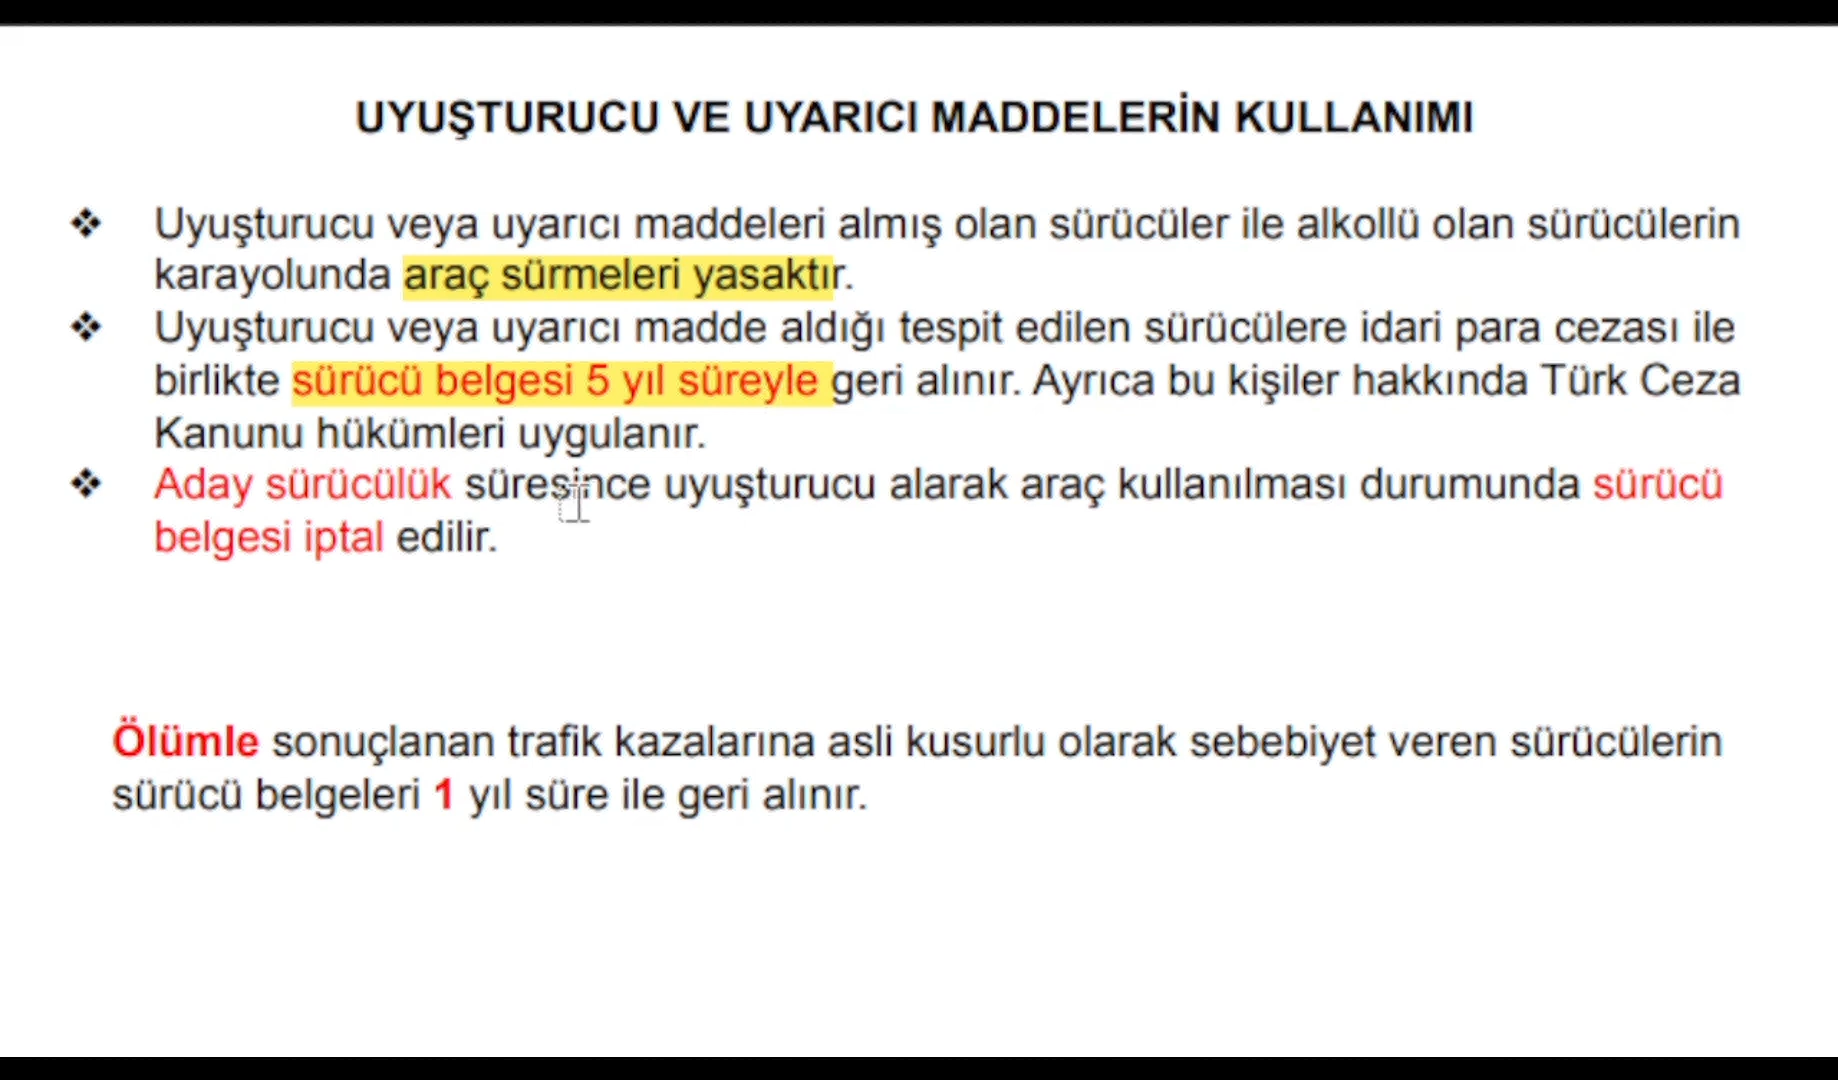 UYUŞTURUCU VE UYARICI MADDELERİN KULLANIMI
❖ Uyuşturucu veya uyarıcı maddeleri almış olan sürücüler ile alkollü olan sürücülerin
karayolunda araç sürmeleri yasaktır.
❖ Uyuşturucu veya uyarıcı madde aldığı tespit edilen sürücülere idari para cezası ile
birlikte sürücü belgesi 5 yıl süreyle geri alınır. Ayrıca bu kişiler hakkında Türk Ceza
Kanunu hükümleri uygulanır.
❖ Aday sürücülük süresince uyuşturucu alarak araç kullanılması durumunda sürücü
belgesi iptal edilir.
Ölümle sonuçlanan trafik kazalarına asli kusurlu olarak sebebiyet veren sürücülerin
sürücü belgeleri 1 yıl süre ile geri alınır.